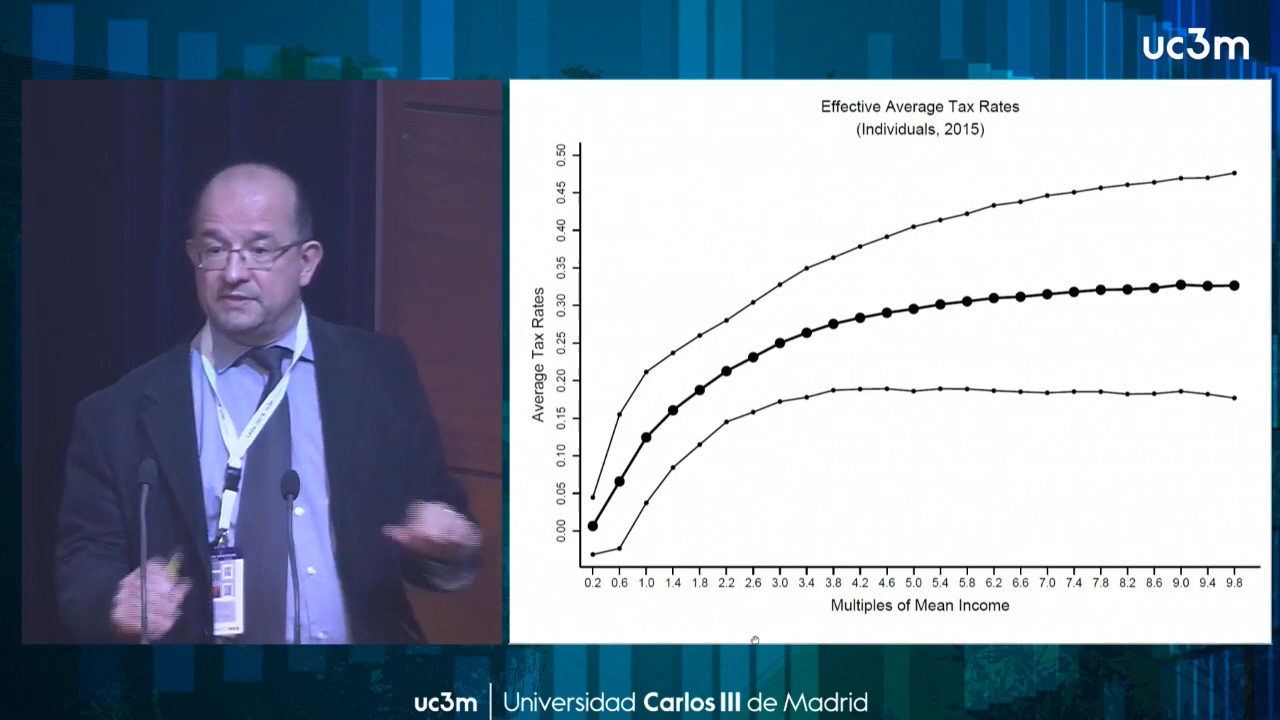 uc3m
Effective Average Tax Rates
(Individuals, 2015)
Average Tax Rates
0.50
0.45
0.40
0.35
0.30
0.25
0.20
0.15
0.10
0.05
0.00
0.2 0.6 1.0 1.4 1.8 2.2 2.6 3.0 3.4 3.8 4.2 4.6 5.0 5.4 5.8 6.2 6.6 7.0 7.4 7.8 8.2 8.6 9.0 9.4 9.8
Multiples of Mean Income
uc3m | Universidad Carlos III de Madrid